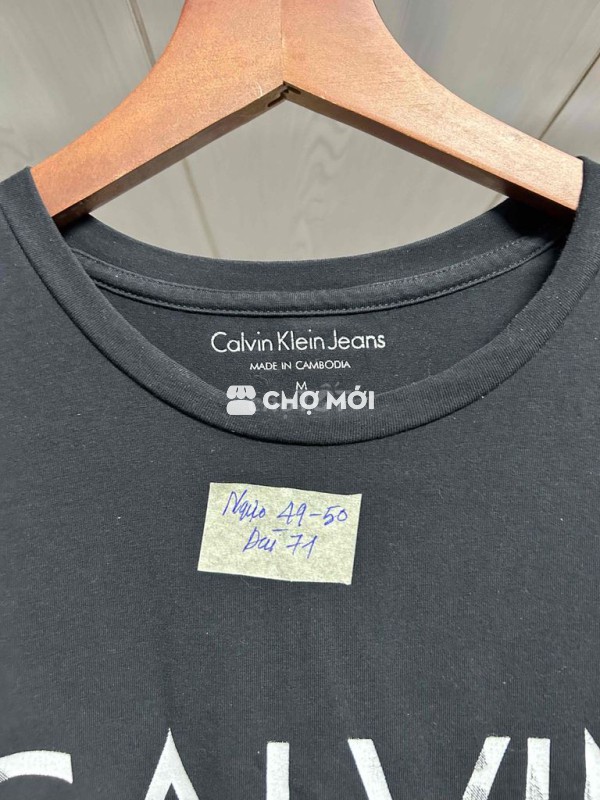 Calvin Klein Jeans
MADE IN CAMBODIA
M
CHỢ MỚI
Ngực 49-50
Dài 71
CALVIN